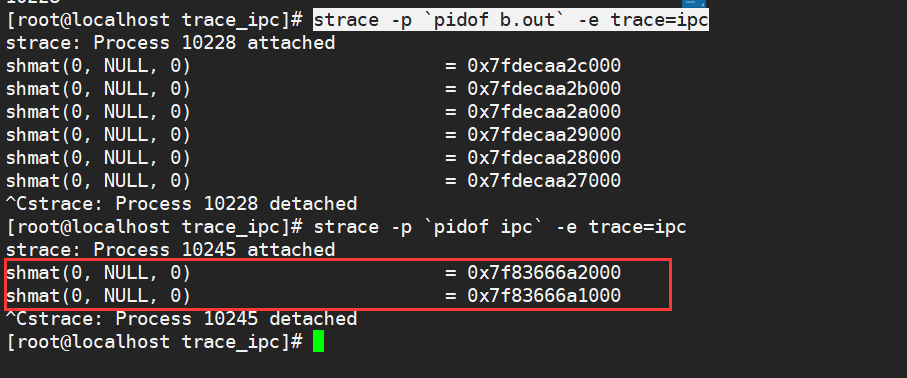 [root@localhost trace_ipc]# strace -p `pidof b.out` -e trace=ipc
strace: Process 10228 attached
shmat(0, NULL, 0) = 0x7fdecaa2c000
shmat(0, NULL, 0) = 0x7fdecaa2b000
shmat(0, NULL, 0) = 0x7fdecaa2a000
shmat(0, NULL, 0) = 0x7fdecaa29000
shmat(0, NULL, 0) = 0x7fdecaa28000
shmat(0, NULL, 0) = 0x7fdecaa27000
^Cstrace: Process 10228 detached
[root@localhost trace_ipc]# strace -p `pidof ipc` -e trace=ipc
strace: Process 10245 attached
shmat(0, NULL, 0) = 0x7f83666a2000
shmat(0, NULL, 0) = 0x7f83666a1000
^Cstrace: Process 10245 detached
[root@localhost trace_ipc]#